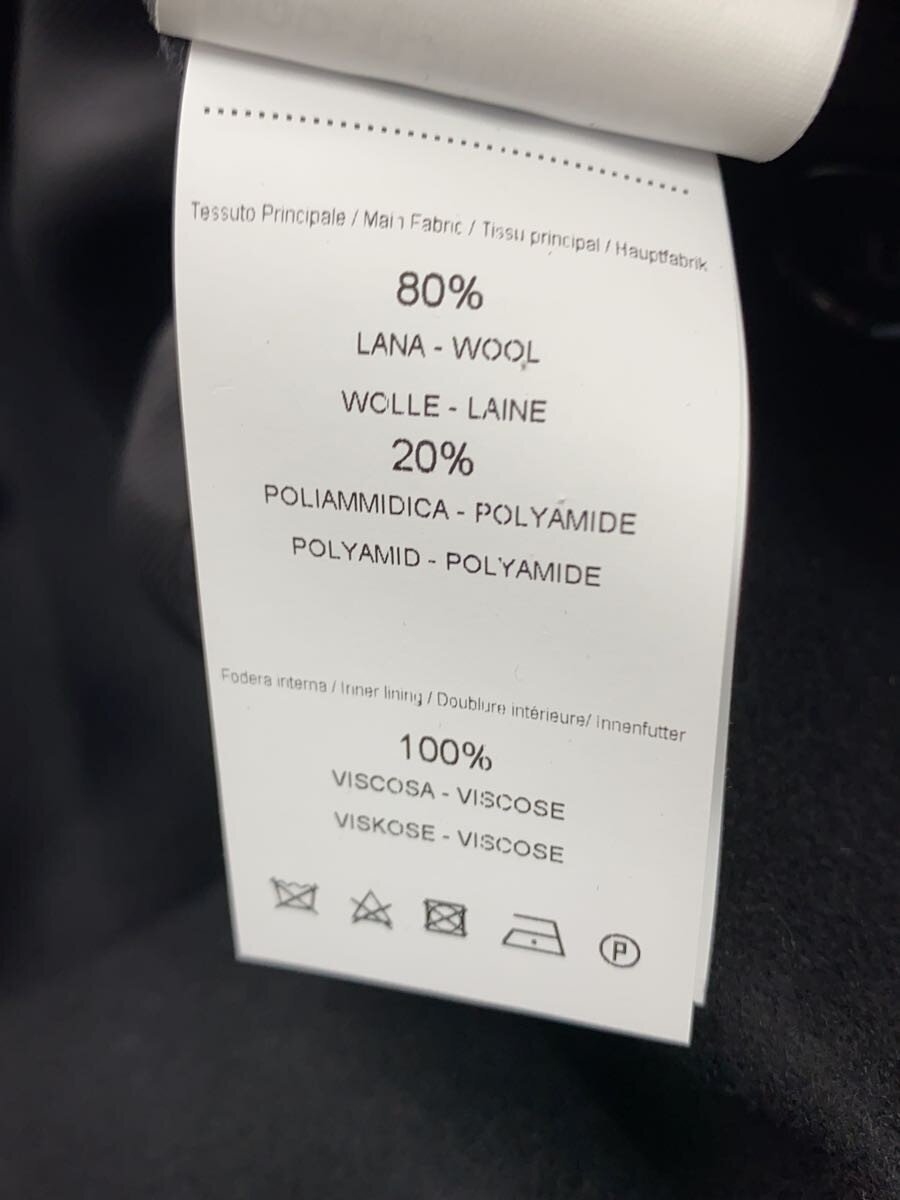 Tessuto Principale / Main Fabric / Tissu principal / Hauptfabrik
80%
LANA - WOOL
WOLLE - LAINE
20%
POLIAMMIDICA - POLYAMIDE
POLYAMID - POLYAMIDE
Fodera interna / Inner lining / Doublure intérieure/ Innenfutter
100%
VISCOSA - VISCOSE
VISKOSE - VISCOSE
P